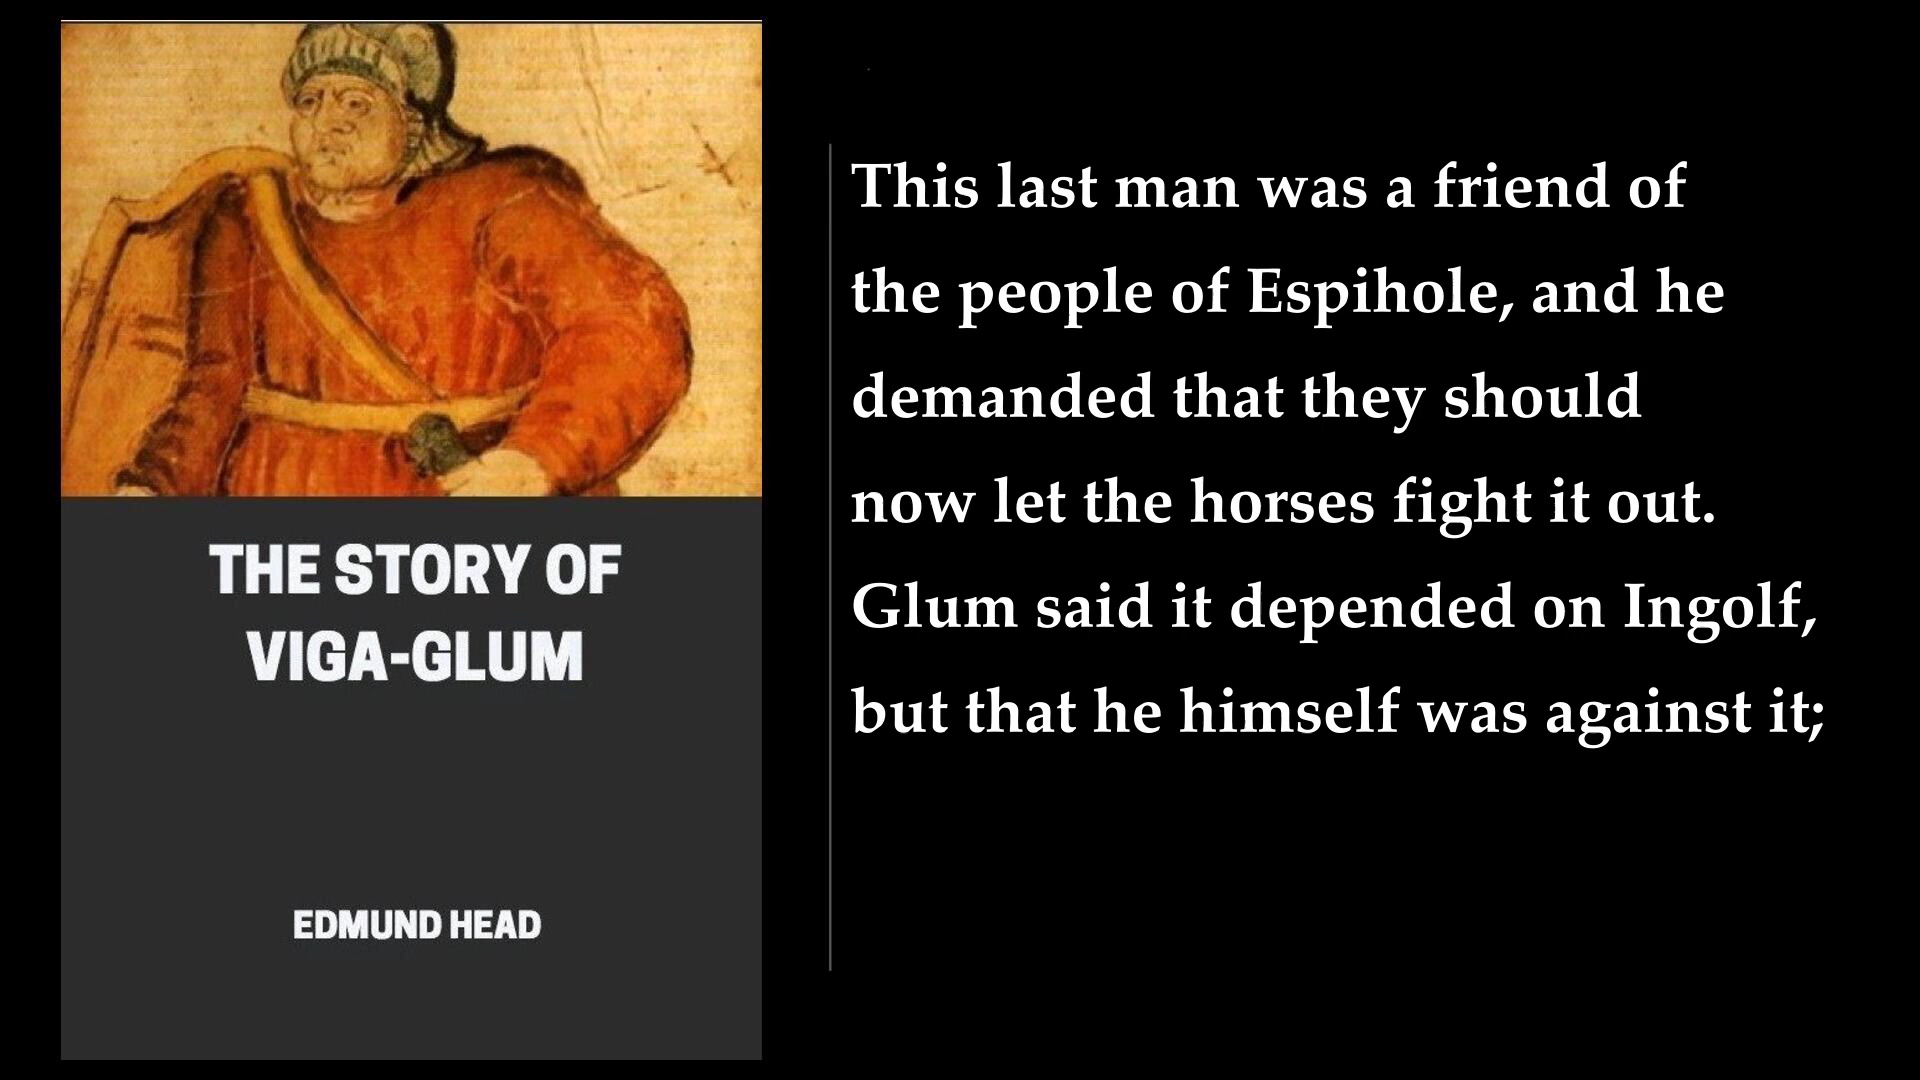 THE STORY OF
VIGA-GLUM
EDMUND HEAD
This last man was a friend of
the people of Espihole, and he
demanded that they should
now let the horses fight it out.
Glum said it depended on Ingolf,
but that he himself was against it;